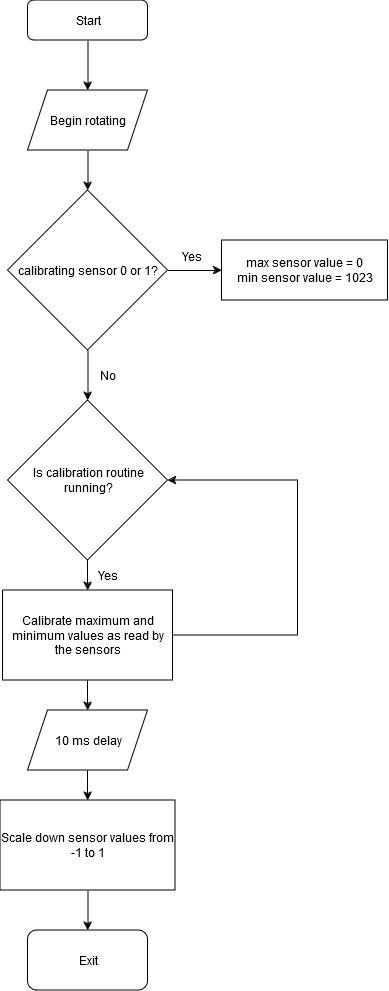 Start
Begin rotating
calibrating sensor 0 or 1?
Yes
max sensor value = 0
min sensor value = 1023
No
Is calibration routine
running?
Yes
Calibrate maximum and
minimum values as read by
the sensors
10 ms delay
Scale down sensor values from
-1 to 1
Exit